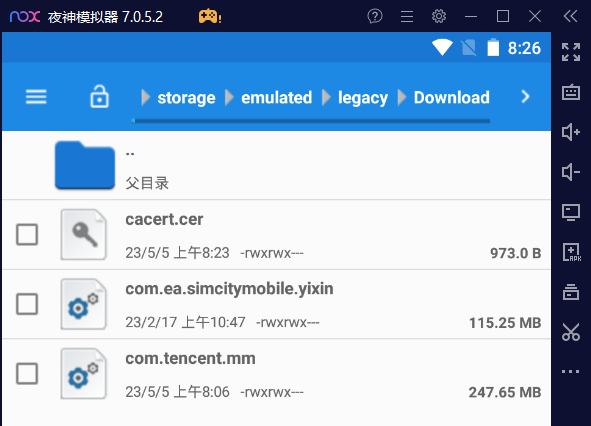 nox 夜神模拟器 7.0.5.2
8:26
storage emulated legacy Download
..
父目录
cacert.cer
23/5/5 上午8:23 -rwxrwx--- 973.0 B
com.ea.simcitymobile.yixin
23/2/17 上午10:47 -rwxrwx--- 115.25 MB
com.tencent.mm
23/5/5 上午8:06 -rwxrwx--- 247.65 MB
APK